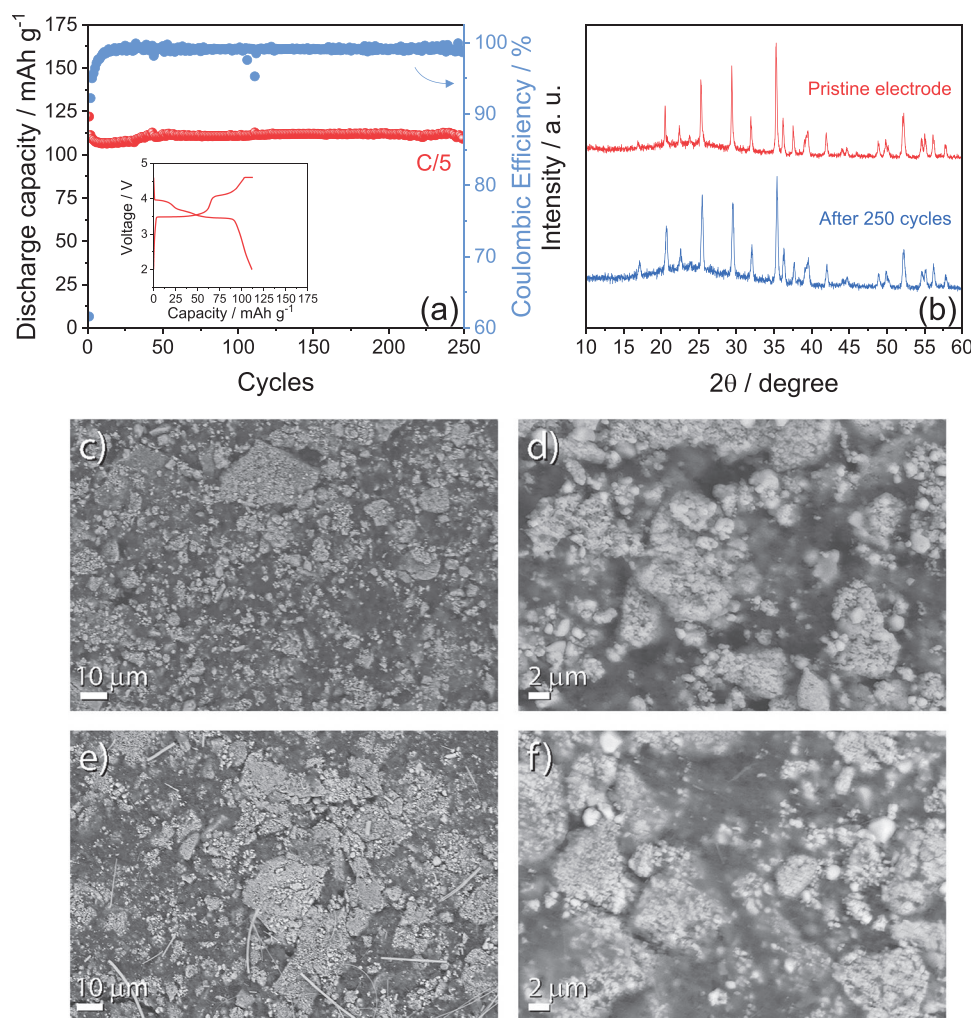 175
150
125
100
75
50
25
0
Discharge capacity / mAh g⁻¹
100
90
80
70
60
Coulombic Efficiency / %
C/5
5
4
3
2
Voltage / V
0 25 50 75 100 125 150 175
Capacity / mAh g⁻¹
(a)
0 50 100 150 200 250
Cycles
Intensity / a. u.
Pristine electrode
After 250 cycles
(b)
10 15 20 25 30 35 40 45 50 55 60
2θ / degree
c)
10 μm
d)
2 μm
e)
10 μm
f)
2 μm